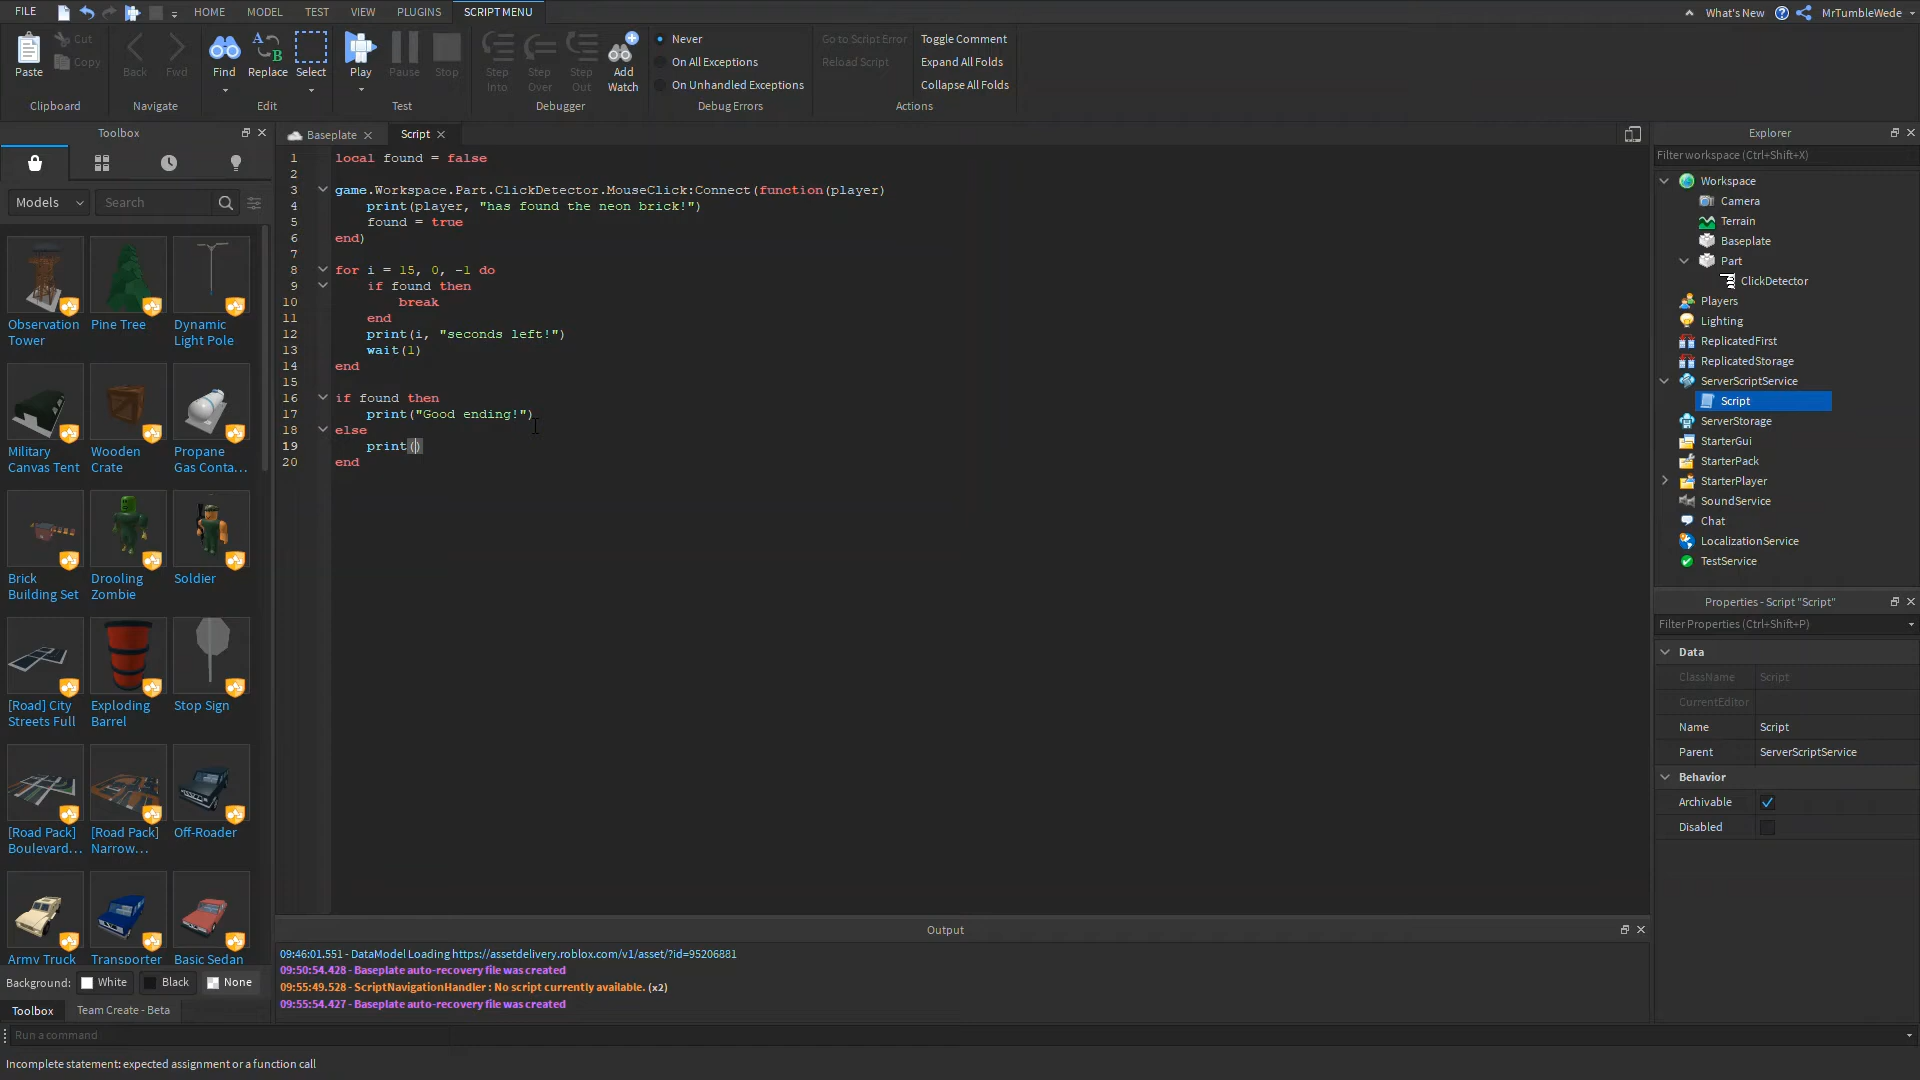 FILE
HOME
MODEL
TEST
VIEW
PLUGINS
SCRIPT MENU
What's New
MrTumbleWede
Paste
Cut
Copy
Clipboard
Back
Fwd
Navigate
Find
Replace
Select
Edit
Play
Pause
Stop
Test
Step Into
Step Over
Step Out
Add Watch
Debugger
Never
On All Exceptions
On Unhandled Exceptions
Debug Errors
Go to Script Error
Reload Script
Toggle Comment
Expand All Folds
Collapse All Folds
Actions
Toolbox
Models
Search
Observation Tower
Pine Tree
Dynamic Light Pole
Military Canvas Tent
Wooden Crate
Propane Gas Conta...
Brick Building Set
Drooling Zombie
Soldier
[Road] City Streets Full
Exploding Barrel
Stop Sign
[Road Pack] Boulevard...
[Road Pack] Narrow...
Off-Roader
Army Truck
Transporter
Basic Sedan
Background:
White
Black
None
Toolbox
Team Create - Beta
Baseplate
Script
1 local found = false
2
3 game.Workspace.Part.ClickDetector.MouseClick:Connect(function(player)
4 print(player, "has found the neon brick!")
5 found = true
6 end)
7
8 for i = 15, 0, -1 do
9 if found then
10 break
11 end
12 print(i, "seconds left!")
13 wait(1)
14 end
15
16 if found then
17 print("Good ending!")
18 else
19 print()
20 end
Output
09:46:01.551 - DataModel Loading https://assetdelivery.roblox.com/v1/asset/?id=95206881
09:50:54.428 - Baseplate auto-recovery file was created
09:55:49.528 - ScriptNavigationHandler : No script currently available. (x2)
09:55:54.427 - Baseplate auto-recovery file was created
Explorer
Filter workspace (Ctrl+Shift+X)
Workspace
Camera
Terrain
Baseplate
Part
ClickDetector
Players
Lighting
ReplicatedFirst
ReplicatedStorage
ServerScriptService
Script
ServerStorage
StarterGui
StarterPack
StarterPlayer
SoundService
Chat
LocalizationService
TestService
Properties - Script "Script"
Filter Properties (Ctrl+Shift+P)
Data
ClassName Script
CurrentEditor
Name Script
Parent ServerScriptService
Behavior
Archivable
Disabled
Run a command
Incomplete statement: expected assignment or a function call